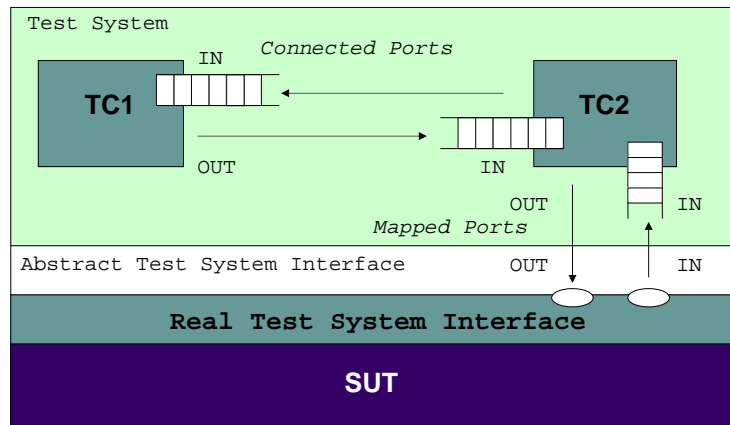 Test System
IN
Connected Ports
TC1
TC2
OUT
IN
OUT
IN
Mapped Ports
Abstract Test System Interface
OUT
IN
Real Test System Interface
SUT